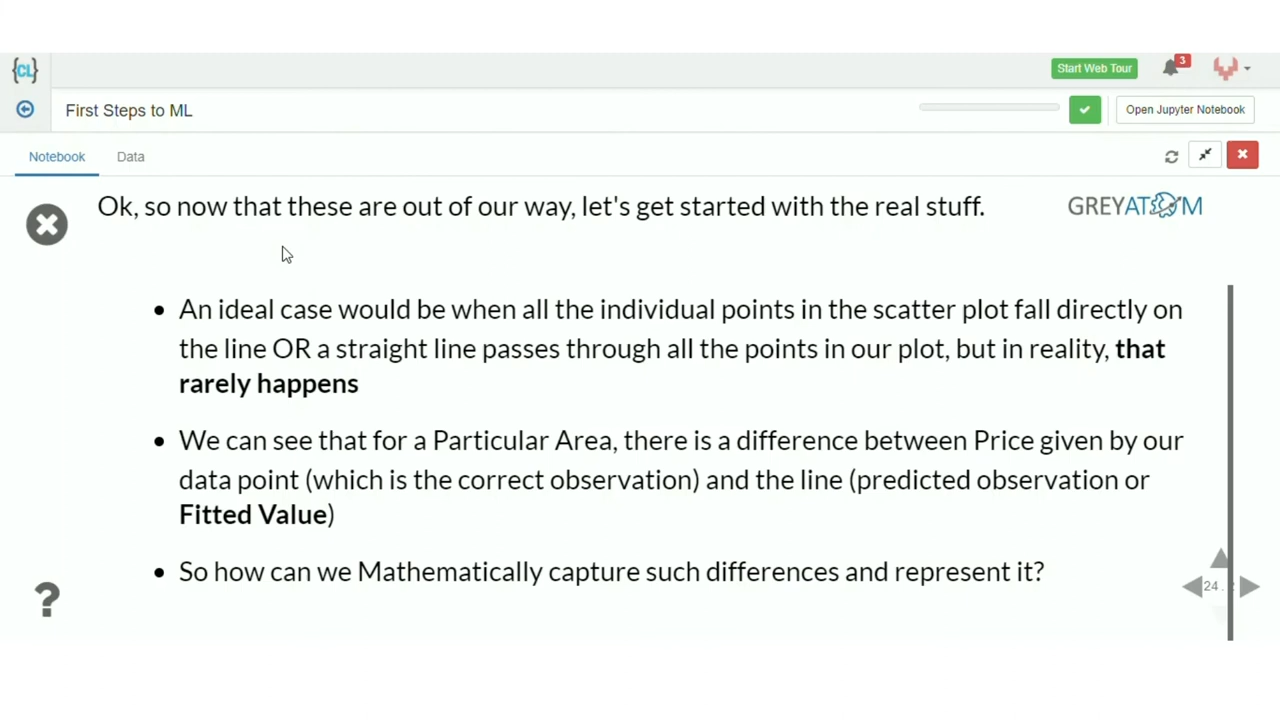 {CL}
Start Web Tour
3
First Steps to ML
Open Jupyter Notebook
Notebook
Data
Ok, so now that these are out of our way, let's get started with the real stuff.
GREYATOM
• An ideal case would be when all the individual points in the scatter plot fall directly on
the line OR a straight line passes through all the points in our plot, but in reality, that
rarely happens
• We can see that for a Particular Area, there is a difference between Price given by our
data point (which is the correct observation) and the line (predicted observation or
Fitted Value)
• So how can we Mathematically capture such differences and represent it?
?
24 .